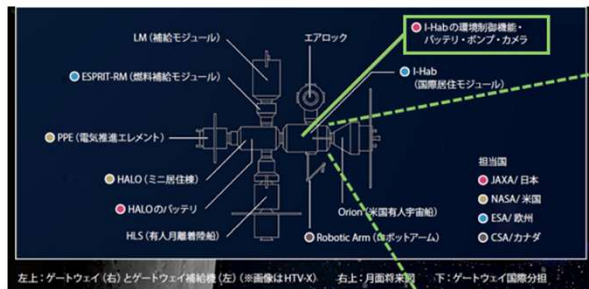 LM (補給モジュール)
エアロック
I-Habの環境制御機能・
バッテリ・ポンプ・カメラ
ESPRIT-RM (燃料補給モジュール)
I-Hab
(国際居住モジュール)
PPE (電気推進エレメント)
HALO (ミニ居住棟)
HALOのバッテリ
HLS (有人月離着陸船)
Orion (米国有人宇宙船)
Robotic Arm (ロボットアーム)
担当国
JAXA/日本
NASA/米国
ESA/欧州
CSA/カナダ
左上:ゲートウェイ (右) とゲートウェイ補給機 (左) (※画像はHTV-X) 右上:月面将来図 下:ゲートウェイ国際分担